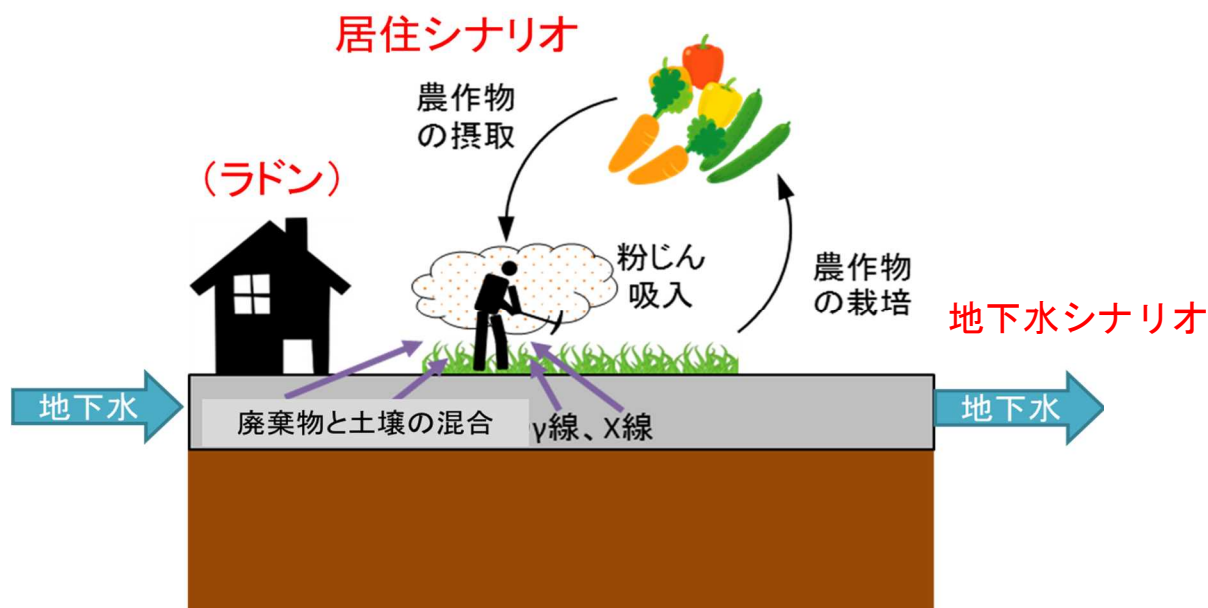 居住シナリオ
農作物
の摂取
（ラドン）
粉じん
吸入
農作物
の栽培
地下水シナリオ
地下水
廃棄物と土壌の混合
γ線、X線
地下水